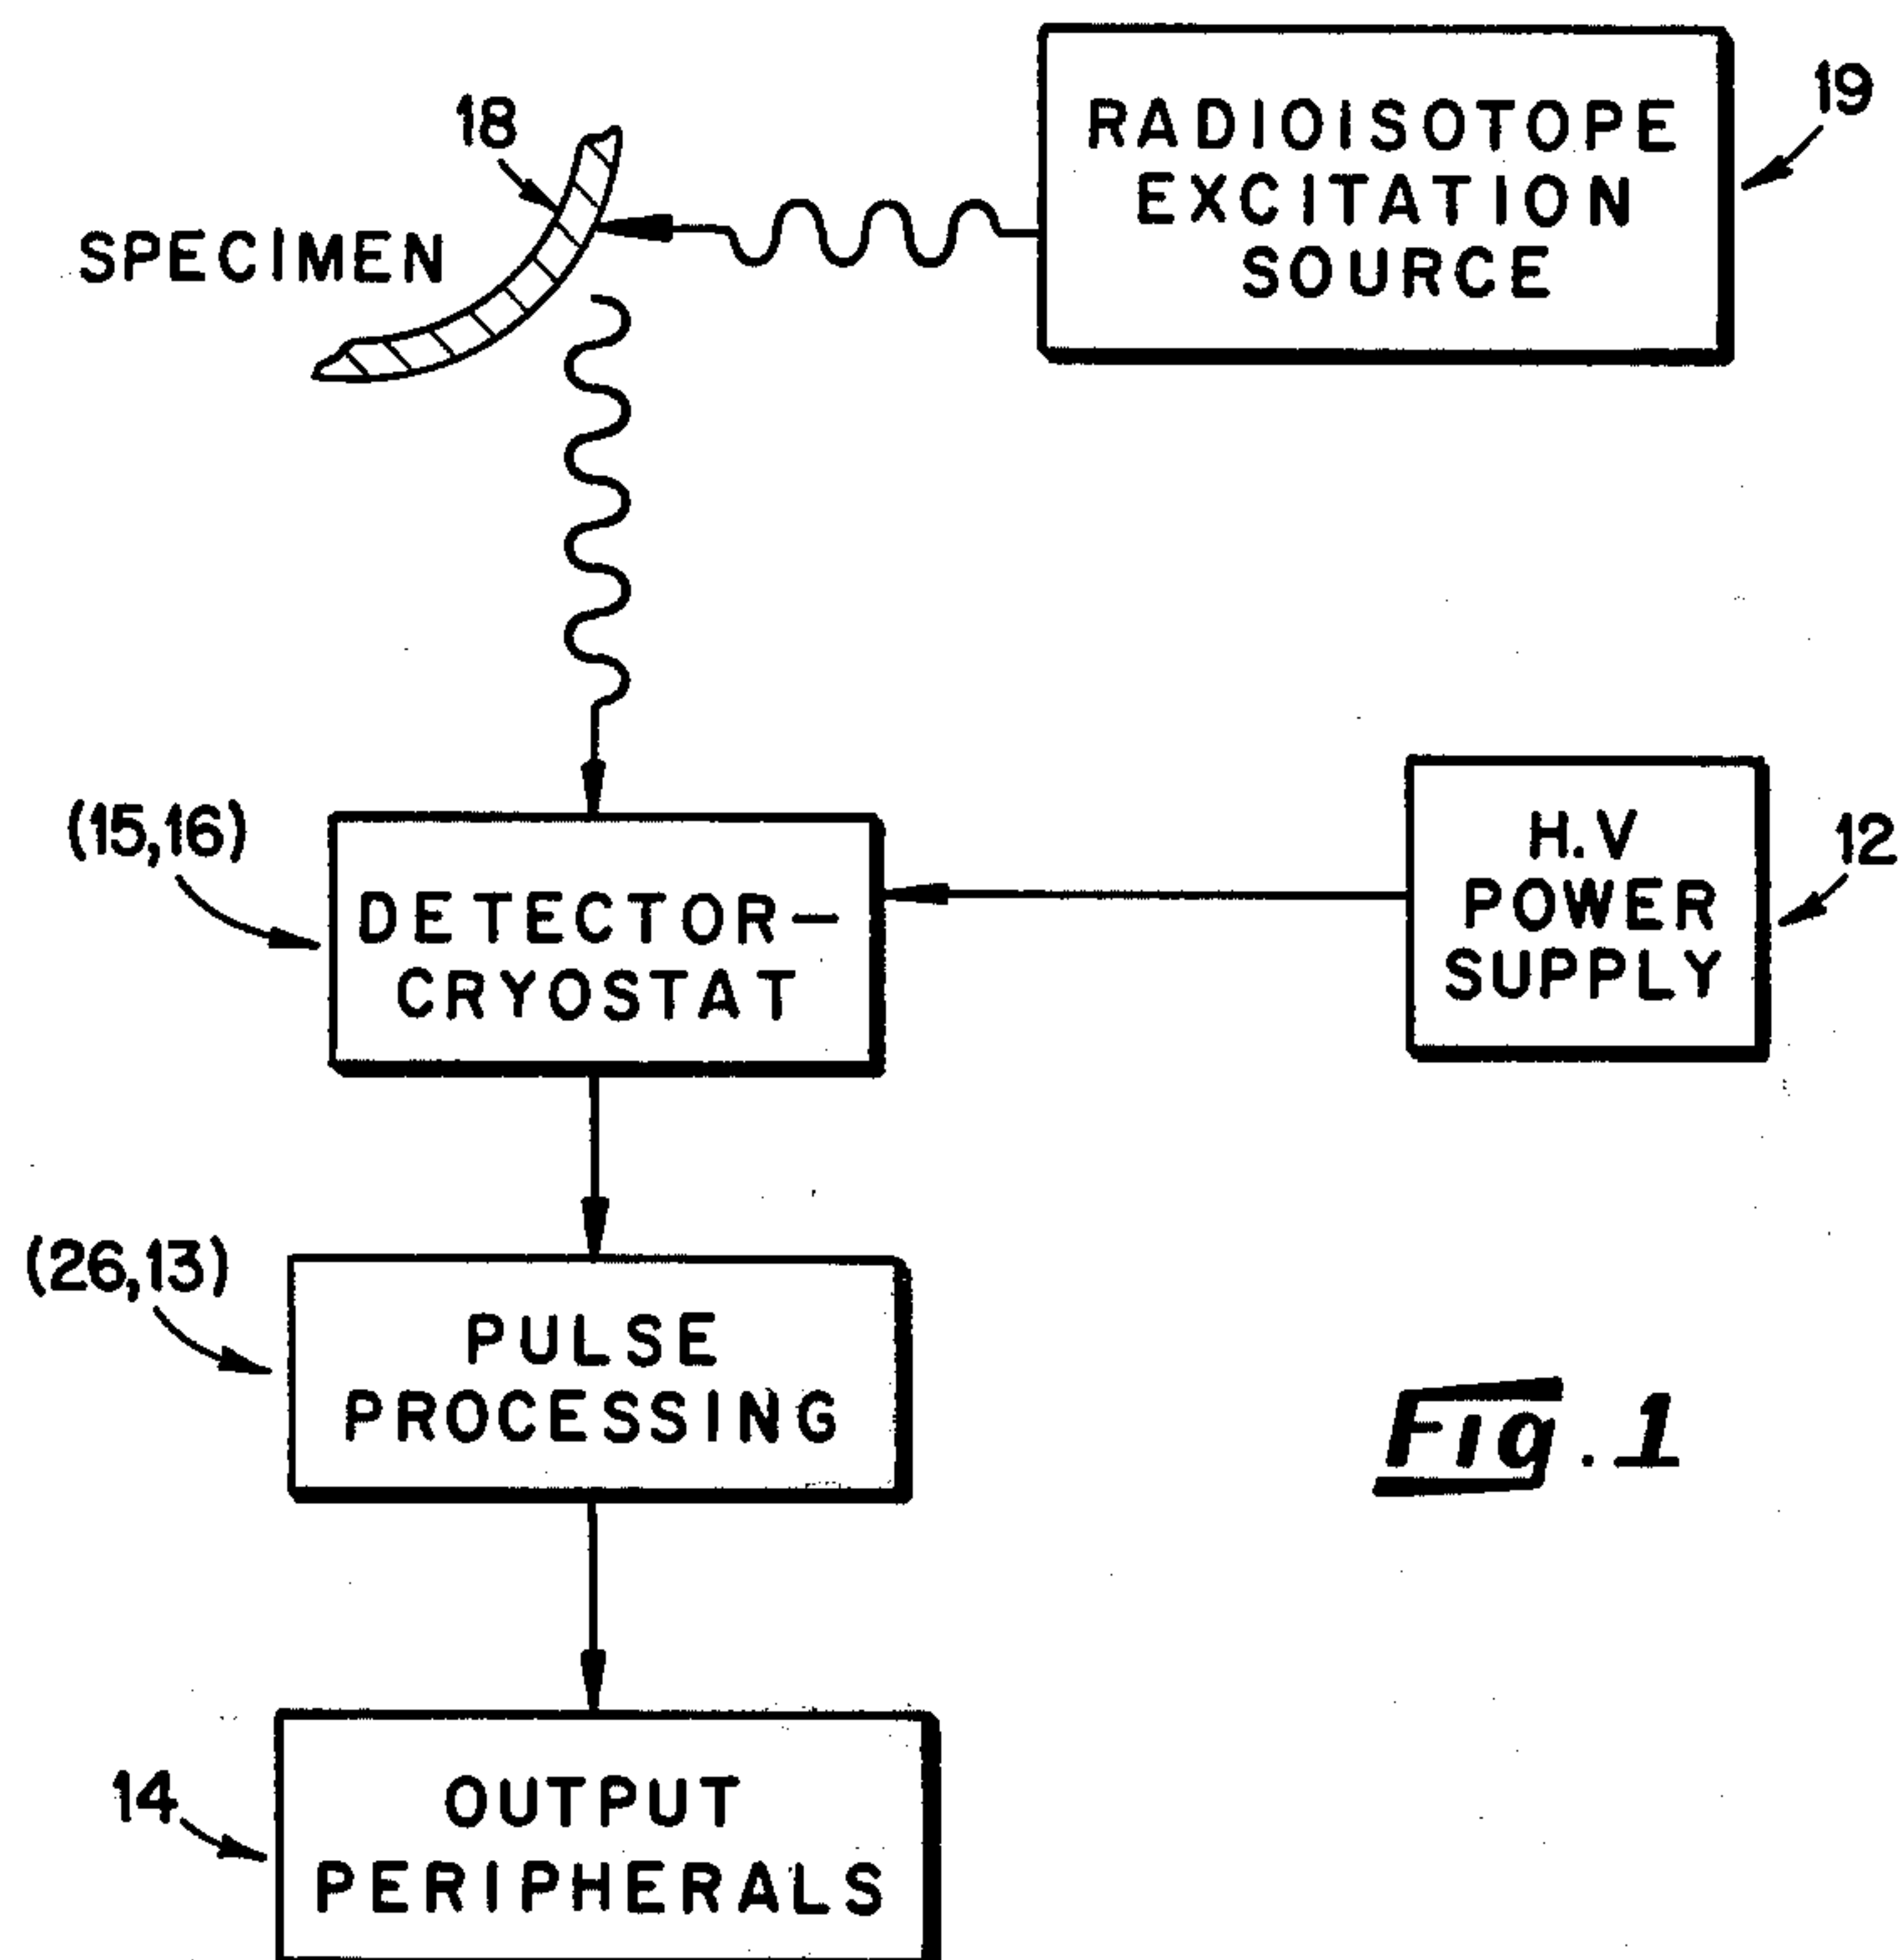 18
SPECIMEN
RADIOISOTOPE
EXCITATION
SOURCE
19
(15,16)
DETECTOR-
CRYOSTAT
H.V
POWER
SUPPLY
12
(26,13)
PULSE
PROCESSING
Fig. 1
14
OUTPUT
PERIPHERALS